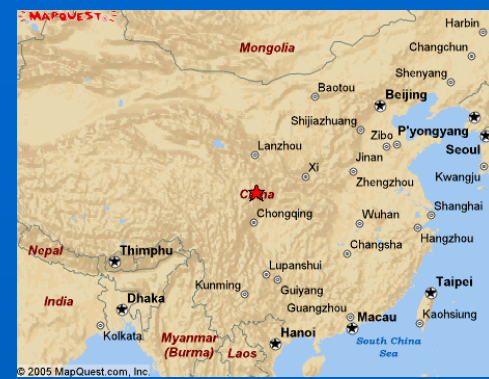 MAPQUEST
Harbin
Mongolia
Changchun
Shenyang
Baotou
Beijing
Shijiazhuang
Zibo
P'yongyang
Lanzhou
Jinan
Seoul
Xi
Zhengzhou
Kwangju
China
Shanghai
Chongqing
Wuhan
Hangzhou
Nepal
Thimphu
Changsha
Lupanshui
Taipei
India
Dhaka
Kunming
Guiyang
Guangzhou
Macau
Kaohsiung
Kolkata
Myanmar
(Burma)
Laos
Hanoi
South China
Sea
© 2005 MapQuest.com, Inc.